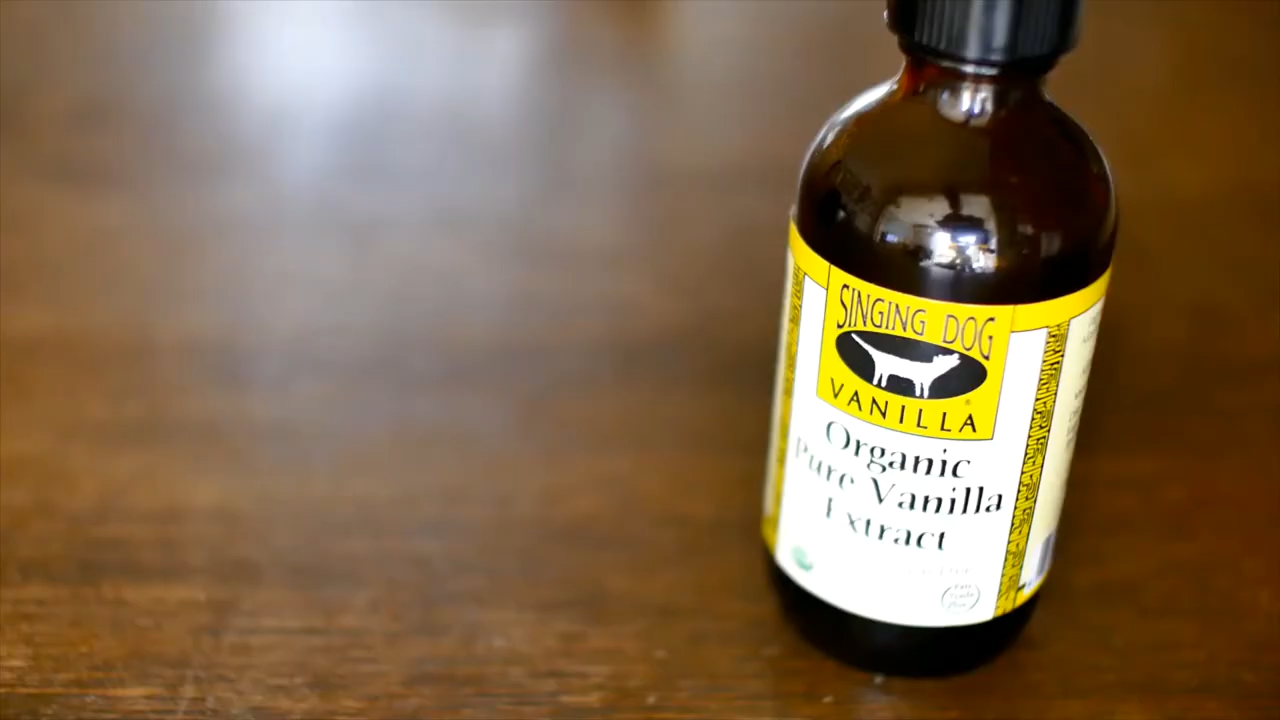 SINGING DOG
VANILLA
®
Organic
Pure Vanilla
Extract